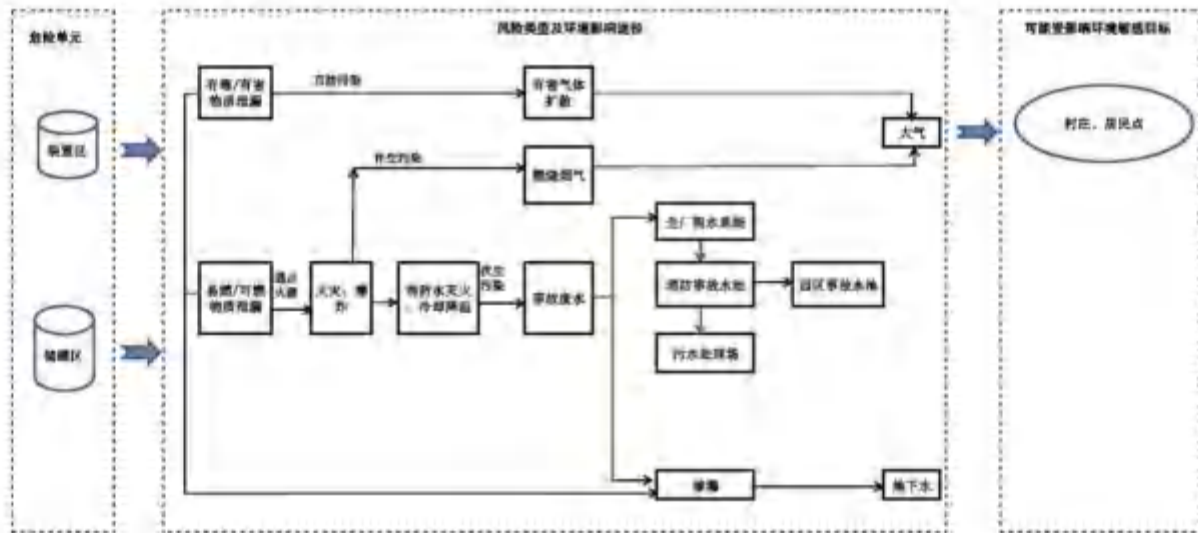 危险单元
风险类型及环境影响途径
可能受影响环境敏感目标
装置区
储罐区
有毒/有害
物质泄漏
直接污染
有害气体
扩散
大气
村庄、居民点
伴生污染
燃烧烟气
全厂雨水系统
易燃/可燃
物质泄漏
遇点
火源
火灾、爆
炸
消防水灭火
、冷却降温
次生
污染
事故废水
消防事故水池
园区事故水池
污水处理场
渗漏
地下水